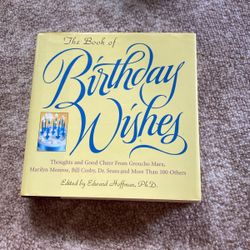 The Book of
Birthday
Wishes
Thoughts and Good Cheer From Groucho Marx,
Marilyn Monroe, Bill Cosby, Dr. Seuss and More Than 100 Others
Edited by Edward Hoffman, Ph.D.